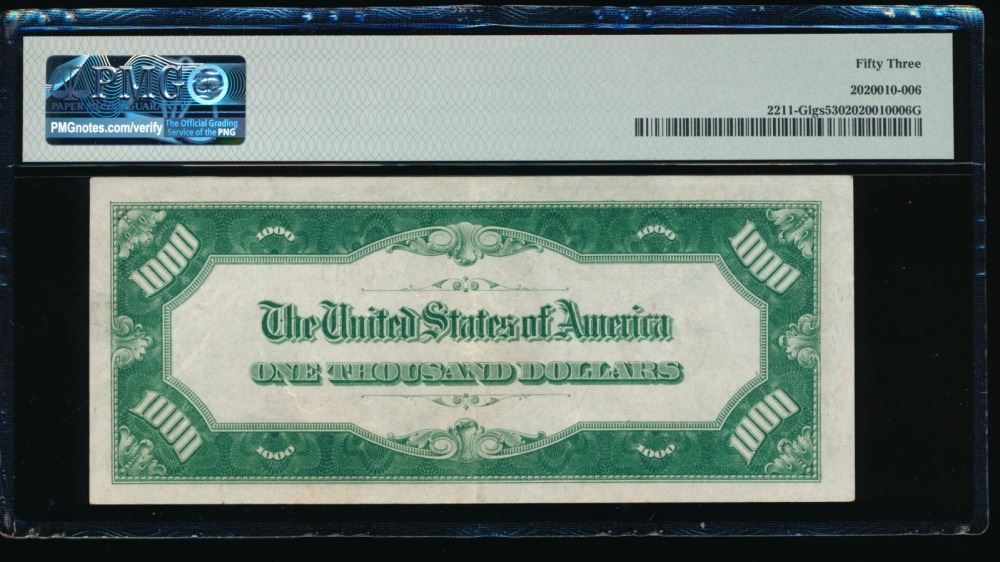 PMG
PAPER MONEY GUARANTY
PMGnotes.com/verify
The Official Grading
Service of the PNG
Fifty Three
2020010-006
2211-Glgs5302020010006G
1000 1000 1000 1000
The United States of America
ONE THOUSAND DOLLARS
1000 1000 1000 1000